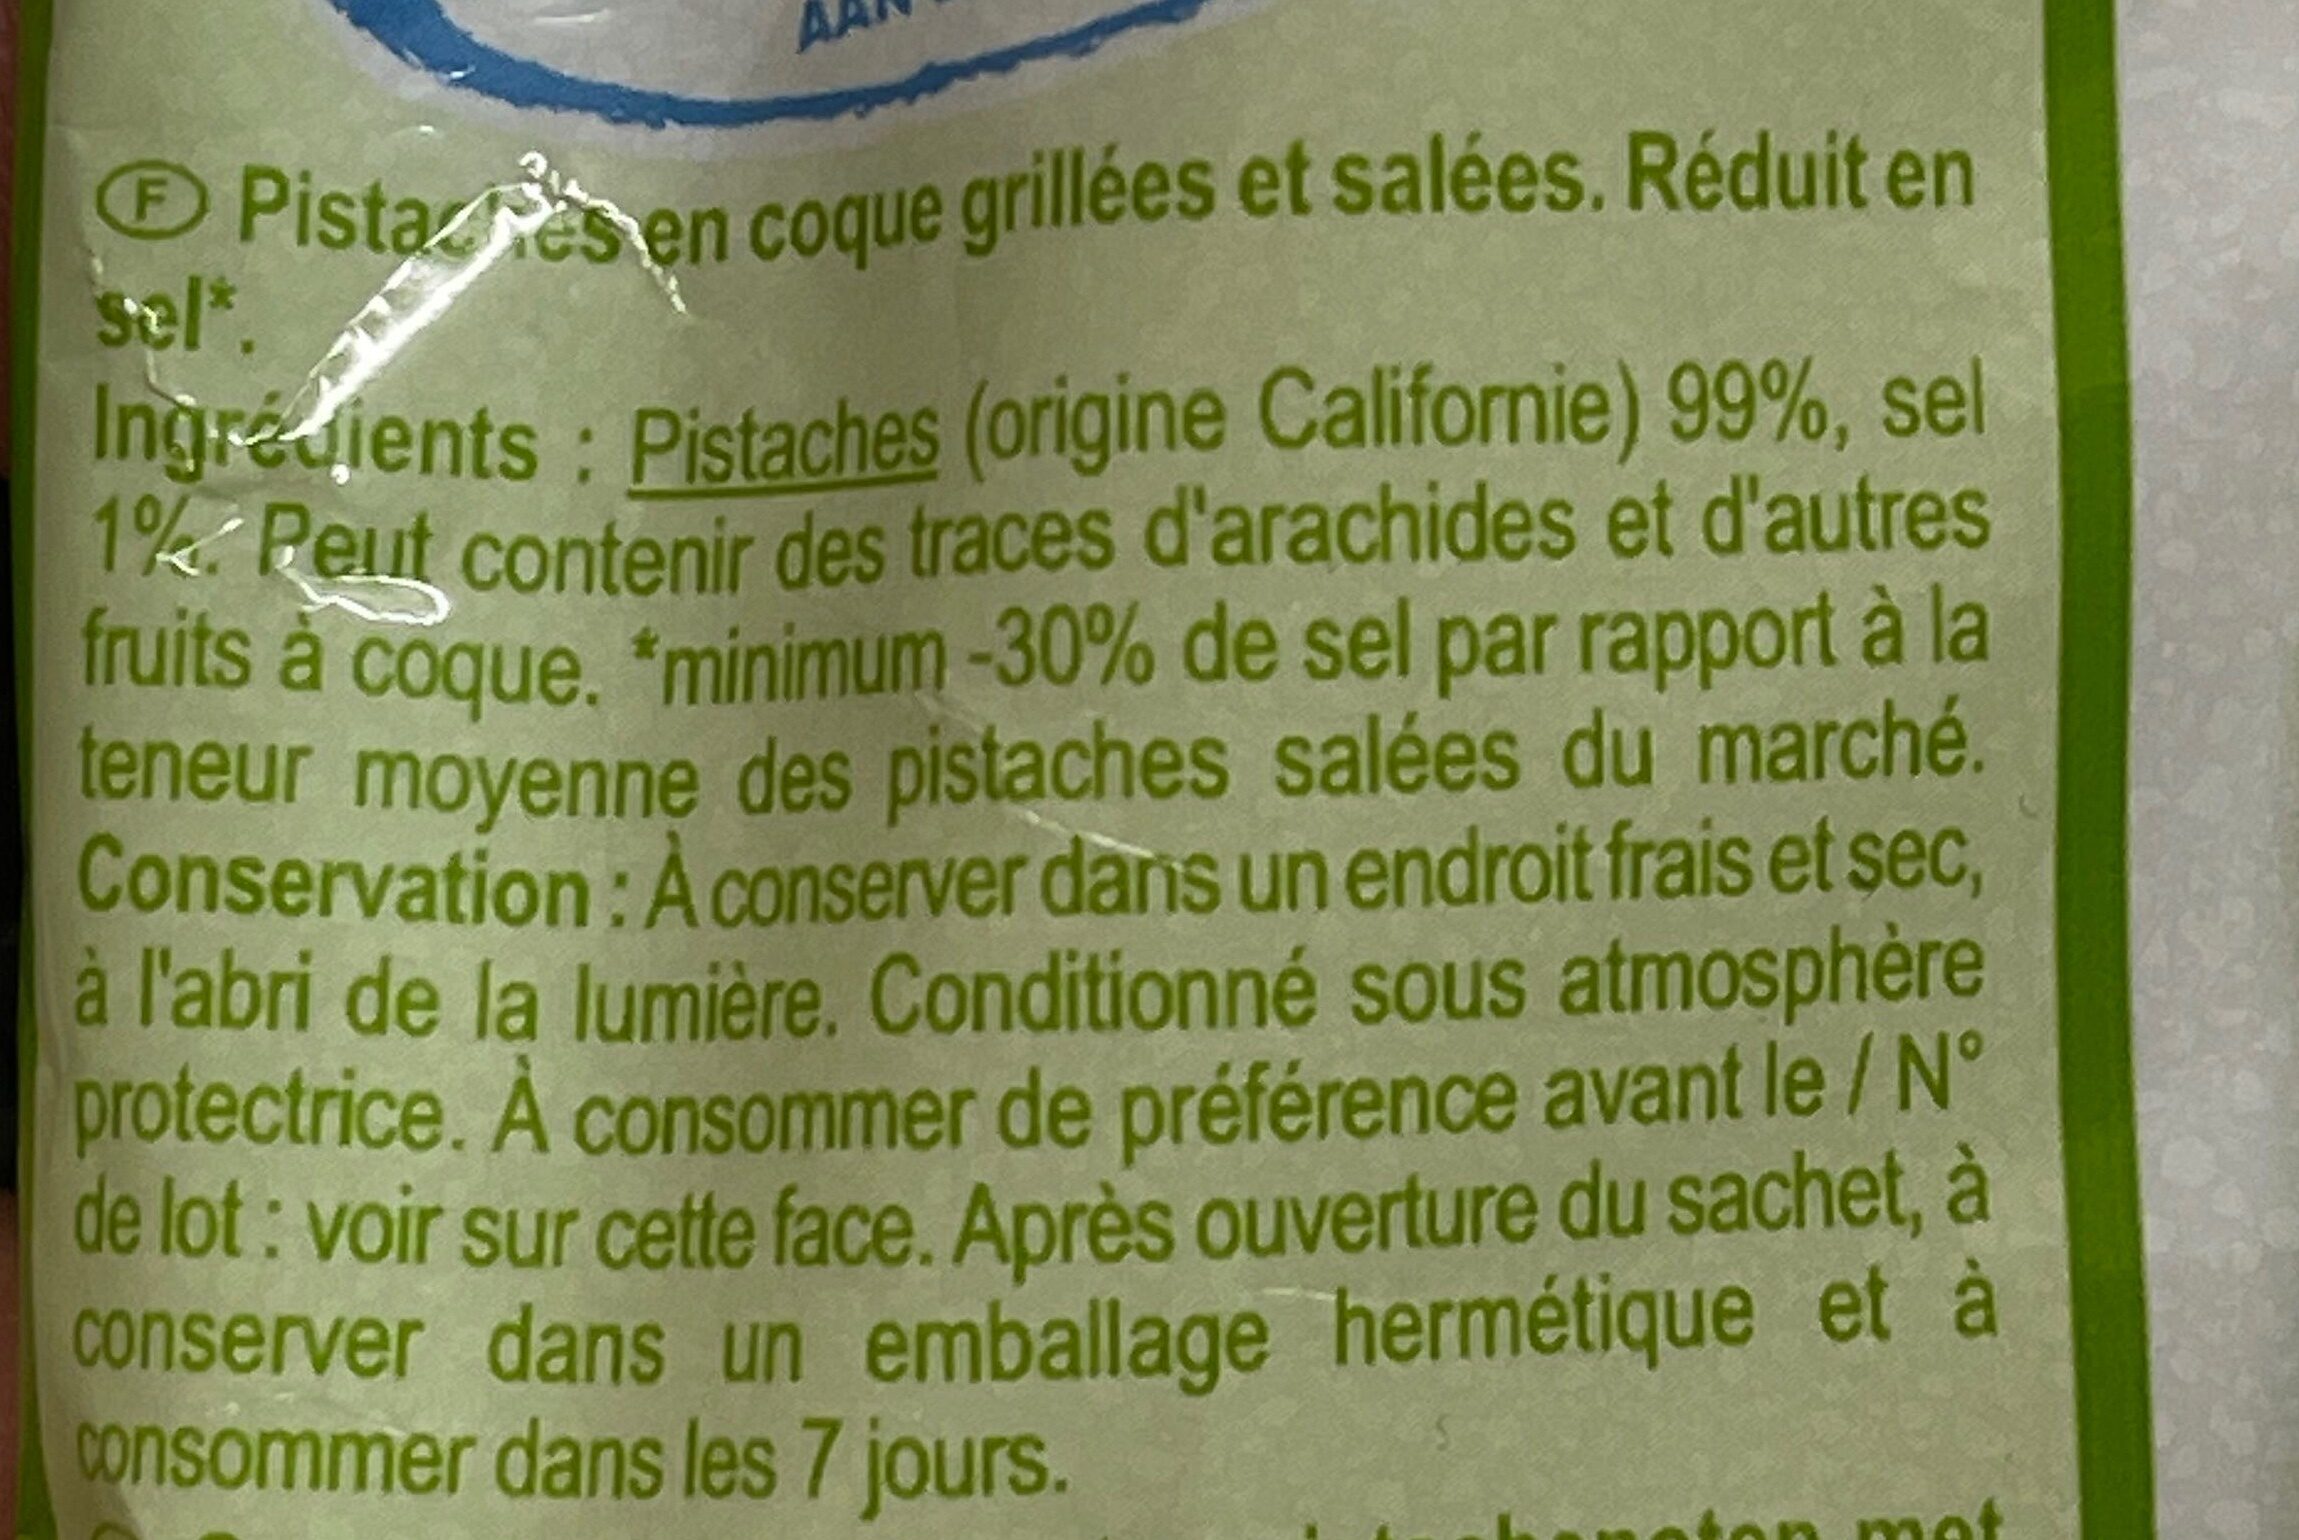 AAN
F Pistaches en coque grillées et salées. Réduit en
sel*.
Ingrédients : Pistaches (origine Californie) 99%, sel
1%. Peut contenir des traces d'arachides et d'autres
fruits à coque. *minimum -30% de sel par rapport à la
teneur moyenne des pistaches salées du marché.
Conservation : À conserver dans un endroit frais et sec,
à l'abri de la lumière. Conditionné sous atmosphère
protectrice. À consommer de préférence avant le / N°
de lot : voir sur cette face. Après ouverture du sachet, à
conserver dans un emballage hermétique et à
consommer dans les 7 jours.
met